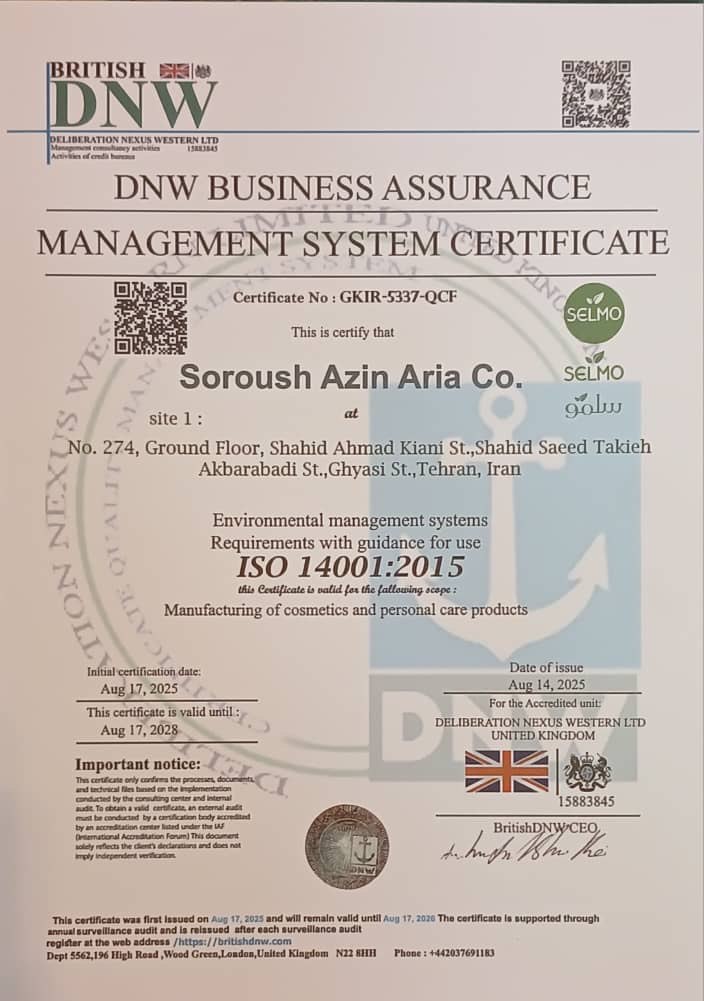 BRITISH
DNW
DELIBERATION NEXUS WESTERN LTD
Management consultancy activities 15883845
Activities of credit bureaus
DNW BUSINESS ASSURANCE
MANAGEMENT SYSTEM CERTIFICATE
Certificate No : GKIR-5337-QCF
This is certify that
SELMO
Soroush Azin Aria Co.
SELMO
سلمو
at
site 1 :
No. 274, Ground Floor, Shahid Ahmad Kiani St.,Shahid Saeed Takieh
Akbarabadi St.,Ghyasi St.,Tehran, Iran
Environmental management systems
Requirements with guidance for use
ISO 14001:2015
this Certificate is valid for the fallowing scope :
Manufacturing of cosmetics and personal care products
Initial certification date:
Aug 17, 2025
This certificate is valid until :
Aug 17, 2028
Date of issue
Aug 14, 2025
For the Accredited unit:
DELIBERATION NEXUS WESTERN LTD
UNITED KINGDOM
15883845
BritishDNW CEO
Important notice:
This certificate only confirms the processes, documents,
and technical files based on the implementation
conducted by the consulting center and internal
audit. To obtain a valid certificate, an external audit
must be conducted by a certification body accredited
by an accreditation center listed under the IAF
(International Accreditation Forum) This document
solely reflects the client's declarations and does not
imply independent verification.
DNW
DNW
This certificate was first issued on Aug 17, 2025 and will remain valid until Aug 17, 2026 The certificate is supported through
annual surveillance audit and is reissued after each surveillance audit
register at the web address /https://britishdnw.com
Dept 5562,196 High Road ,Wood Green,London,United Kingdom N22 8HH Phone : +442037691183